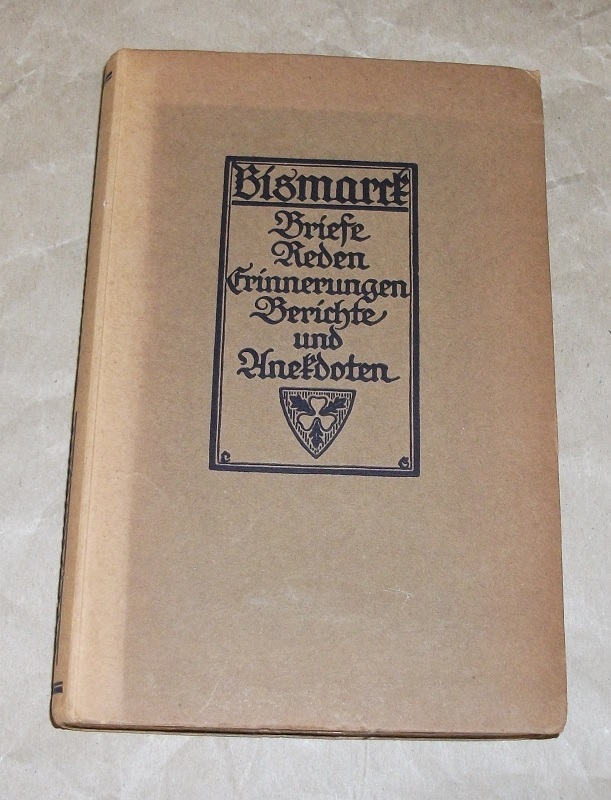 Bismarck
Briefe
Reden
Erinnerungen
Berichte
und
Anekdoten